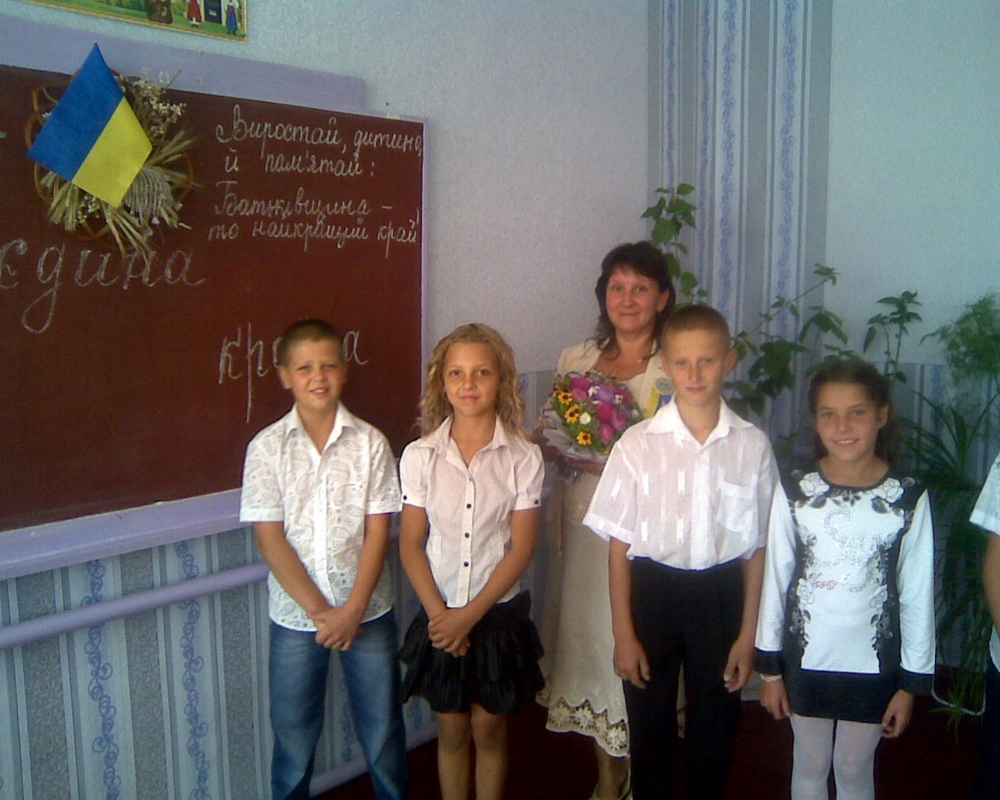 Виростай, дитино,
й пам'ятай:
Батьківщина -
то найкращий край!